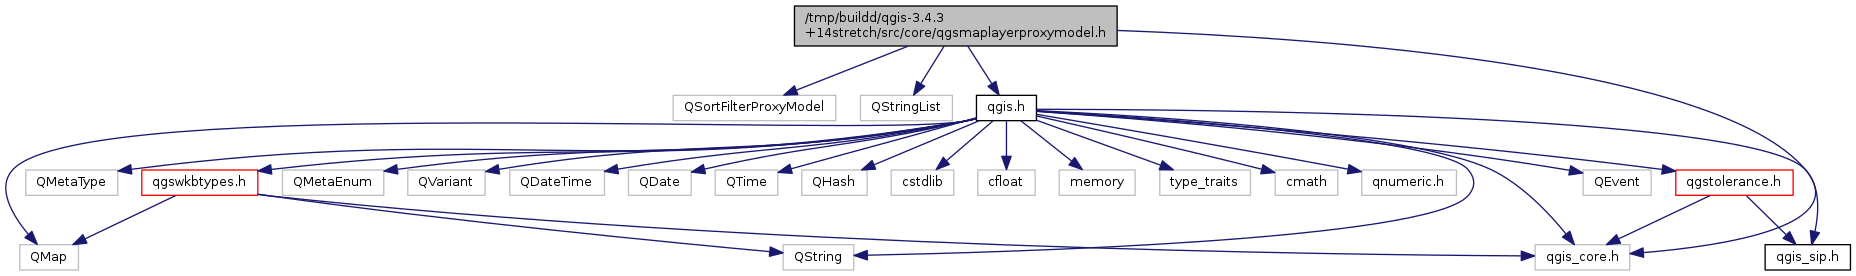 /tmp/buildd/qgis-3.4.3
+14stretch/src/core/qgsmaplayerproxymodel.h
QSortFilterProxyModel
QStringList
qgis.h
QMetaType
qgswkbtypes.h
QMetaEnum
QVariant
QDateTime
QDate
QTime
QHash
cstdlib
cfloat
memory
type_traits
cmath
qnumeric.h
QEvent
qgstolerance.h
QMap
QString
qgis_core.h
qgis_sip.h